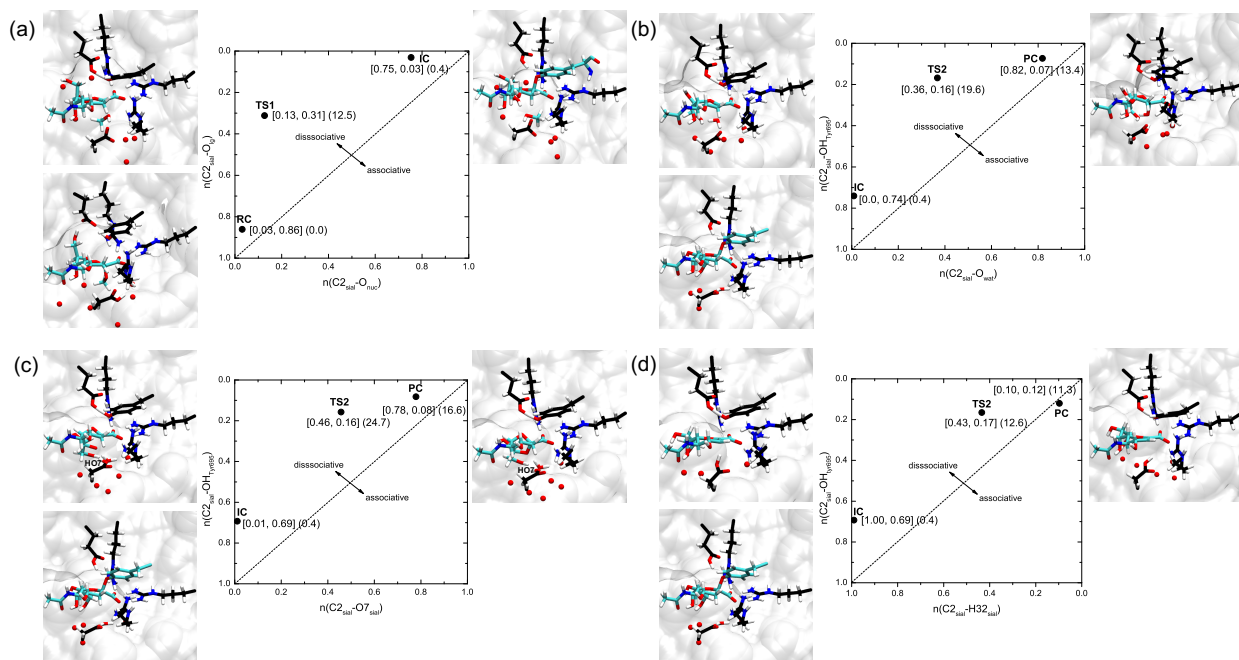 (a)
0.0
0.2
0.4
0.6
0.8
1.0
n(C2sial-Olg)
IC
[0.75, 0.03] (0.4)
TS1
[0.13, 0.31] (12.5)
disssociative
associative
RC
[0.03, 0.86] (0.0)
0.0 0.2 0.4 0.6 0.8 1.0
n(C2sial-Onuc)
(b)
0.0
0.2
0.4
0.6
0.8
1.0
n(C2sial-OHTyr695)
TS2
[0.36, 0.16] (19.6)
PC
[0.82, 0.07] (13.4)
disssociative
associative
IC
[0.0, 0.74] (0.4)
0.0 0.2 0.4 0.6 0.8 1.0
n(C2sial-Owat)
(c)
HO7
0.0
0.2
0.4
0.6
0.8
1.0
n(C2sial-OHTyr695)
PC
[0.78, 0.08] (16.6)
TS2
[0.46, 0.16] (24.7)
disssociative
associative
IC
[0.01, 0.69] (0.4)
0.0 0.2 0.4 0.6 0.8 1.0
n(C2sial-O7sial)
HO7
(d)
0.0
0.2
0.4
0.6
0.8
1.0
n(C2sial-OHTyr695)
[0.10, 0.12] (11.3)
PC
TS2
[0.43, 0.17] (12.6)
disssociative
associative
IC
[1.00, 0.69] (0.4)
1.0 0.8 0.6 0.4 0.2 0.0
n(C2sial-H32sial)